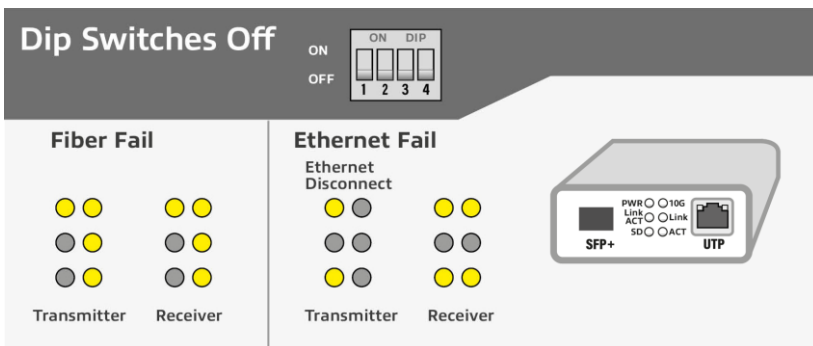 Dip Switches Off
ON
OFF
ON DIP
1 2 3 4
Fiber Fail
Transmitter Receiver
Ethernet Fail
Ethernet
Disconnect
Transmitter Receiver
PWR 10G
Link
ACT Link
SD ACT
SFP+
UTP